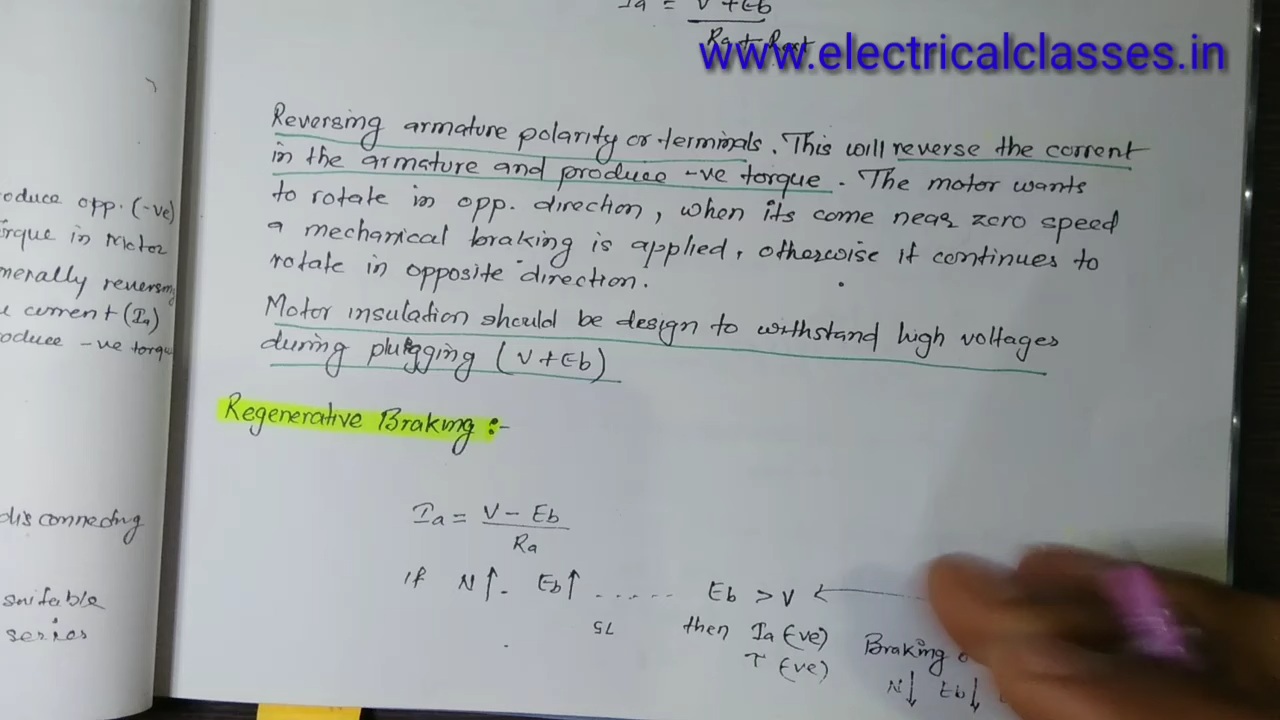 Ia = V + Eb
Ra + Rext
www.electricalclasses.in
Reversing armature polarity or terminals. This will reverse the current
in the armature and produce -ve torque. The motor wants
to rotate in opp. direction, when its come near zero speed
a mechanical braking is applied, otherwise it continues to
rotate in opposite direction.
Motor insulation should be design to withstand high voltages
during plugging (V + Eb)
Regenerative Braking :-
Ia = V - Eb
Ra
If N↑. Eb↑ ...... Eb > V ←
then Ia (-ve) Braking
T (-ve) N↓ Eb↓
oduce opp. (-ve)
rque in Motor
nerally reversing
current (Ia)
oduce -ve torque
disconnecting
suitable
series